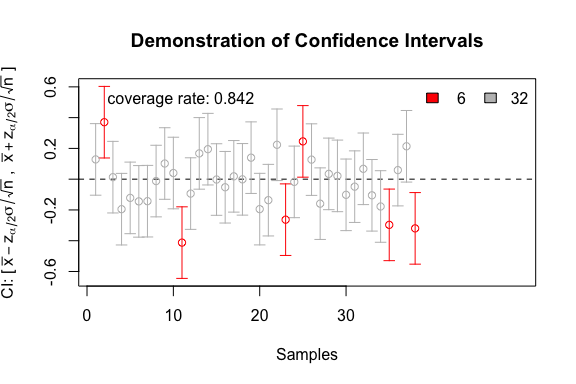 Demonstration of Confidence Intervals
CI: [ x̅ − zα/2σ/√n , x̅ + zα/2σ/√n ]
0.6
0.2
-0.2
-0.6
coverage rate: 0.842
6
32
0
10
20
30
Samples